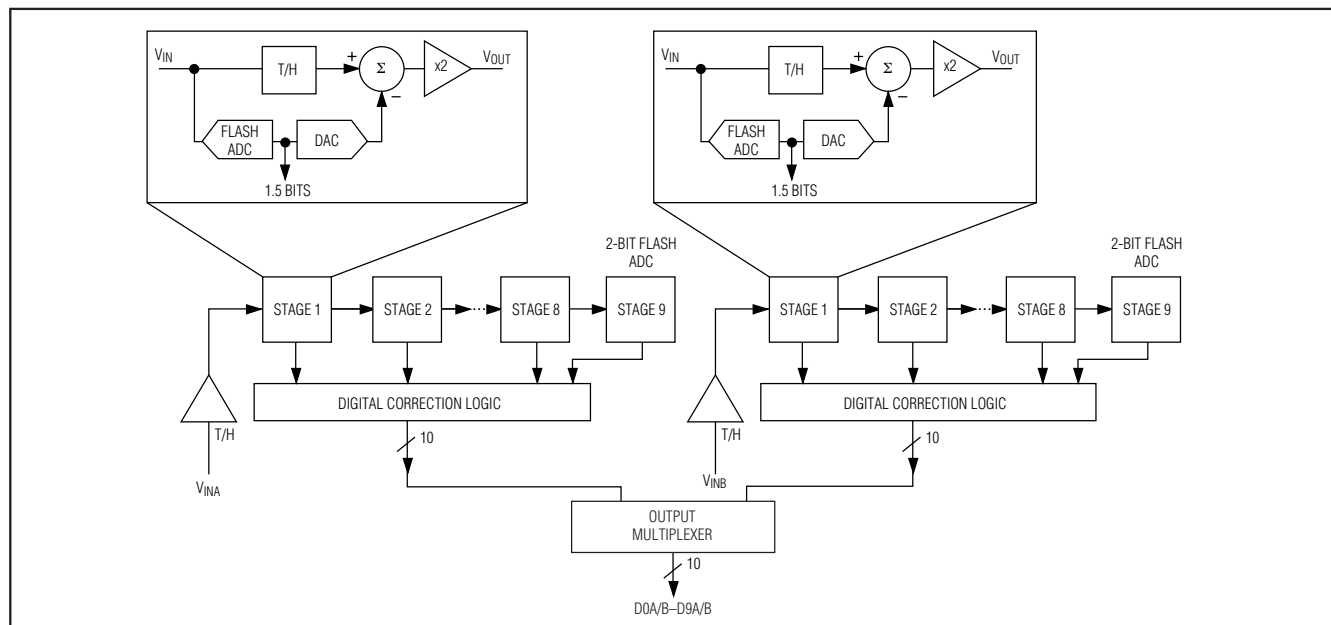 VIN
T/H
+
Σ
–
x2
VOUT
FLASH
ADC
DAC
1.5 BITS
VIN
T/H
+
Σ
–
x2
VOUT
FLASH
ADC
DAC
1.5 BITS
2-BIT FLASH
ADC
STAGE 1
STAGE 2
STAGE 8
STAGE 9
2-BIT FLASH
ADC
STAGE 1
STAGE 2
STAGE 8
STAGE 9
DIGITAL CORRECTION LOGIC
DIGITAL CORRECTION LOGIC
T/H
10
T/H
10
VINA
VINB
OUTPUT
MULTIPLEXER
10
D0A/B–D9A/B